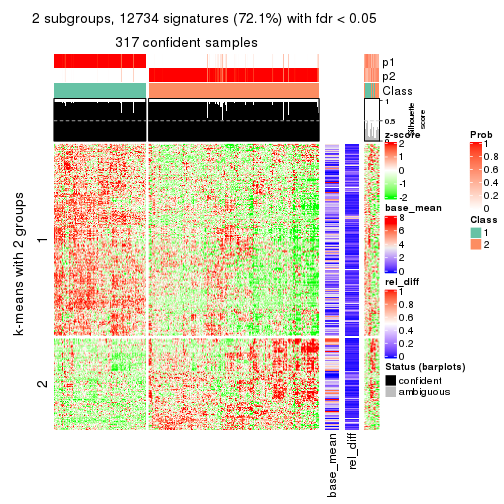 2 subgroups, 12734 signatures (72.1%) with fdr < 0.05
317 confident samples
p1
p2
Class
1
0.5
0
Silhouette
score
k-means with 2 groups
1
2
z-score
2
1
0
-1
-2
base_mean
8
6
4
2
0
rel_diff
1
0.8
0.6
0.4
0.2
0
Status (barplots)
confident
ambiguous
Prob
1
0.8
0.6
0.4
0.2
0
Class
1
2
base_mean
rel_diff